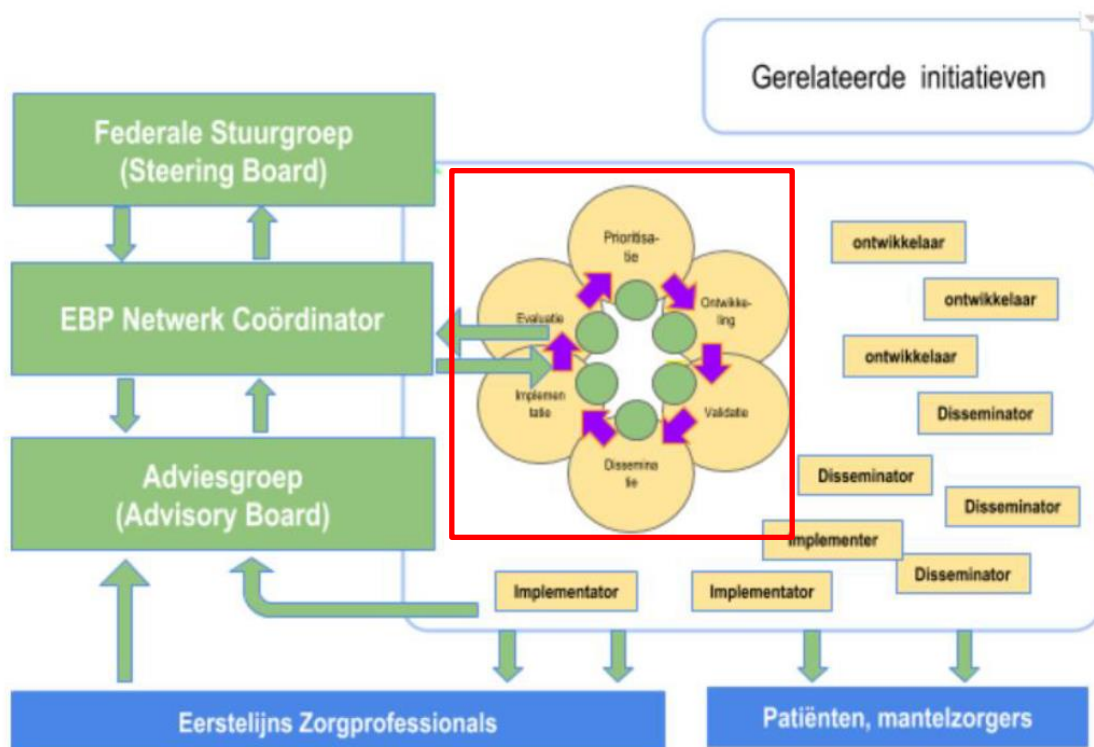 Gerelateerde initiatieven
Federale Stuurgroep
(Steering Board)
EBP Netwerk Coördinator
Adviesgroep
(Advisory Board)
Prioritisa-
tie
Ontwikke-
ling
Validatie
Dissemina
tie
Implemen
tatie
Evaluatie
ontwikkelaar
ontwikkelaar
ontwikkelaar
Disseminator
Disseminator
Disseminator
Implementer
Disseminator
Implementator
Implementator
Eerstelijns Zorgprofessionals
Patiënten, mantelzorgers